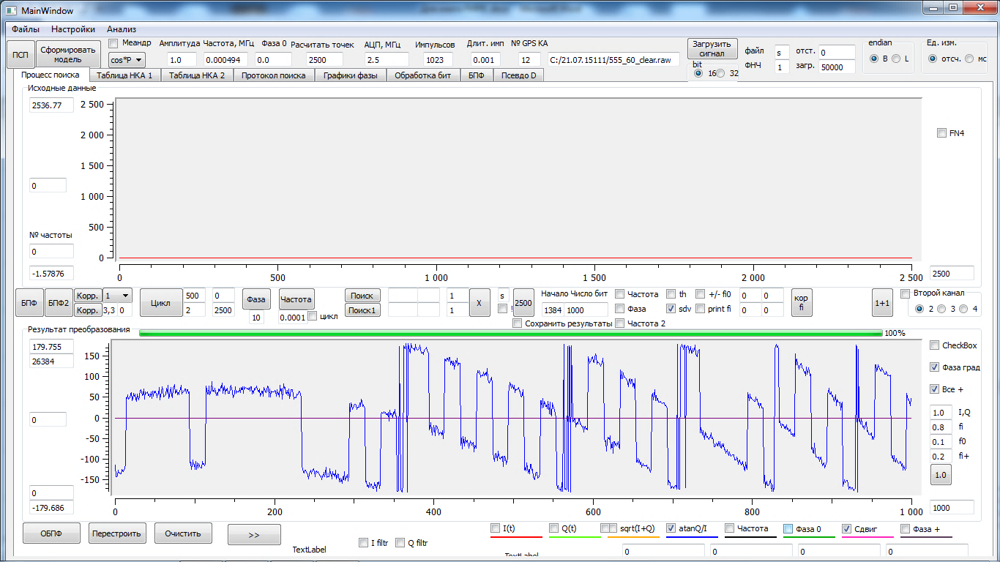 MainWindow
Файлы Настройки Анализ
ПСП Сформировать модель Меандр cos*P
Амплитуда Частота, МГц Фаза 0 Расчитать точек АЦП, МГц Импульсов Длит. имп № GPS КА
1.0 0.000494 0.0 2500 2.5 1023 0.001 12 C:/21.07.15111/555_60_clear.raw
Загрузить сигнал
bit
16 32
файл s отст. 0
ФНЧ 1 загр. 50000
endian
B L
Ед. изм.
отсч. мс
Процесс поиска Таблица НКА 1 Таблица НКА 2 Протокол поиска Графики фазы Обработка бит БПФ Псевдо D
Исходные данные
2536.77
0
№ частоты
0
-1.57876
2 500
2 000
1 500
1 000
500
0
0 500 1 000 1 500 2 000 2 500
FN4
2500
БПФ БПФ2 Корр. 1
Корр. 3,3 0
Цикл 500 0
2 2500
Фаза
10
Частота
0.0001 цикл
Поиск
Поиск1
1
1
X
s
!
2500
Начало Число бит
1384 1000
Сохранить результаты
Частота th +/- fi0 0 0
Фаза sdv print fi 0 0
Частота 2
кор fi
1+1
Второй канал
2 3 4
Результат преобразования
100%
179.755
26384
0
0
-179.686
150
100
50
0
-50
-100
-150
0 200 400 600 800 1 000
CheckBox
Фаза град
Все +
1.0 I,Q
0.8 fi
0.1 f0
0.2 fi+
1.0
1000
ОБПФ Перестроить Очистить >>
I(t) Q(t) sqrt(I+Q) atanQ/I Частота Фаза 0 Сдвиг Фаза +
I filtr Q filtr
TextLabel
TextLabel
0 0 0 0